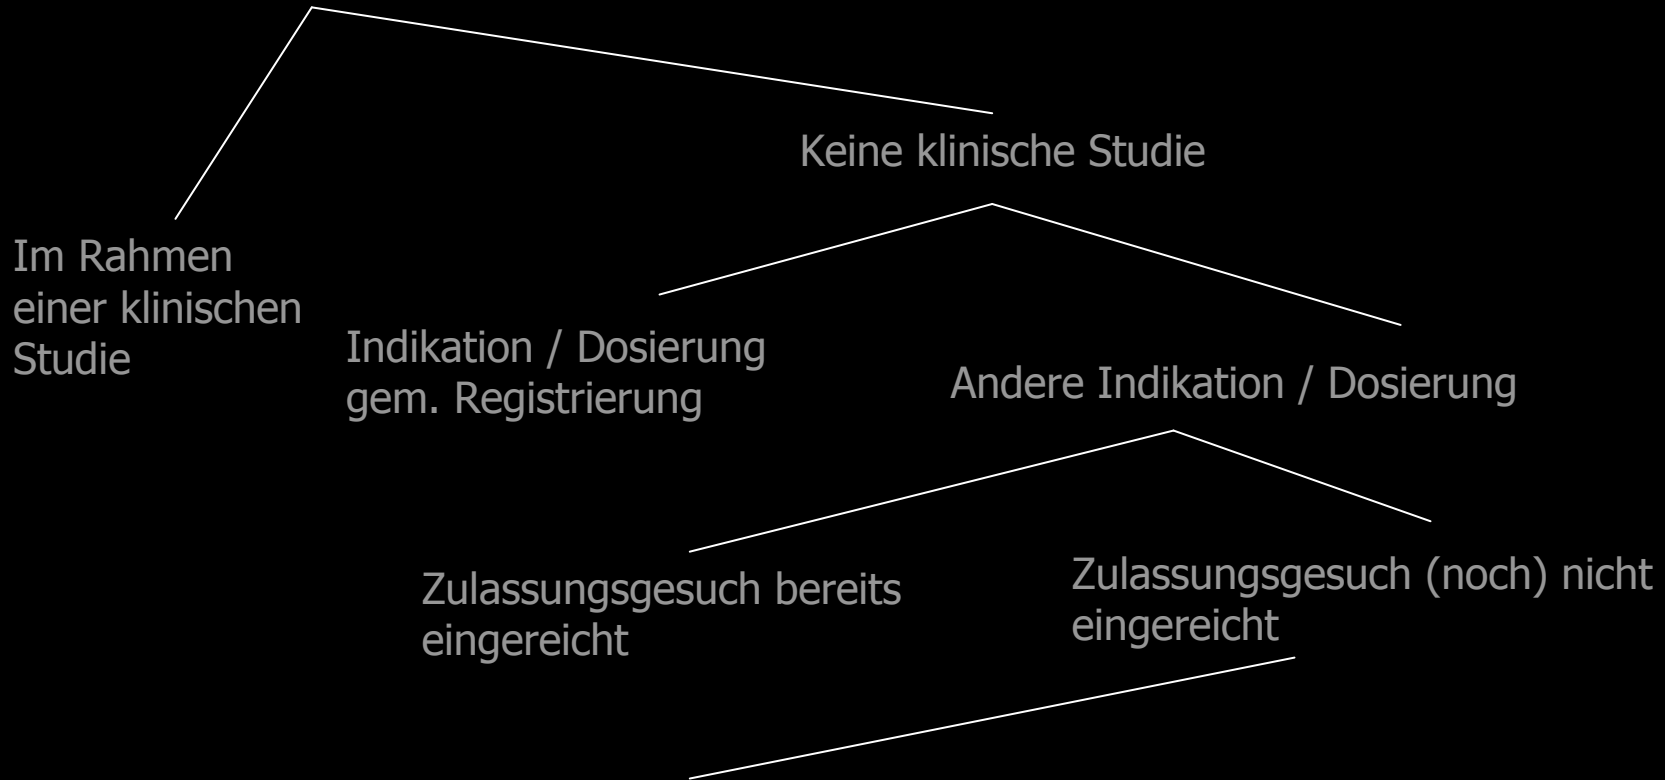 Keine klinische Studie
Im Rahmen
einer klinischen
Studie
Indikation / Dosierung
gem. Registrierung
Andere Indikation / Dosierung
Zulassungsgesuch bereits
eingereicht
Zulassungsgesuch (noch) nicht
eingereicht